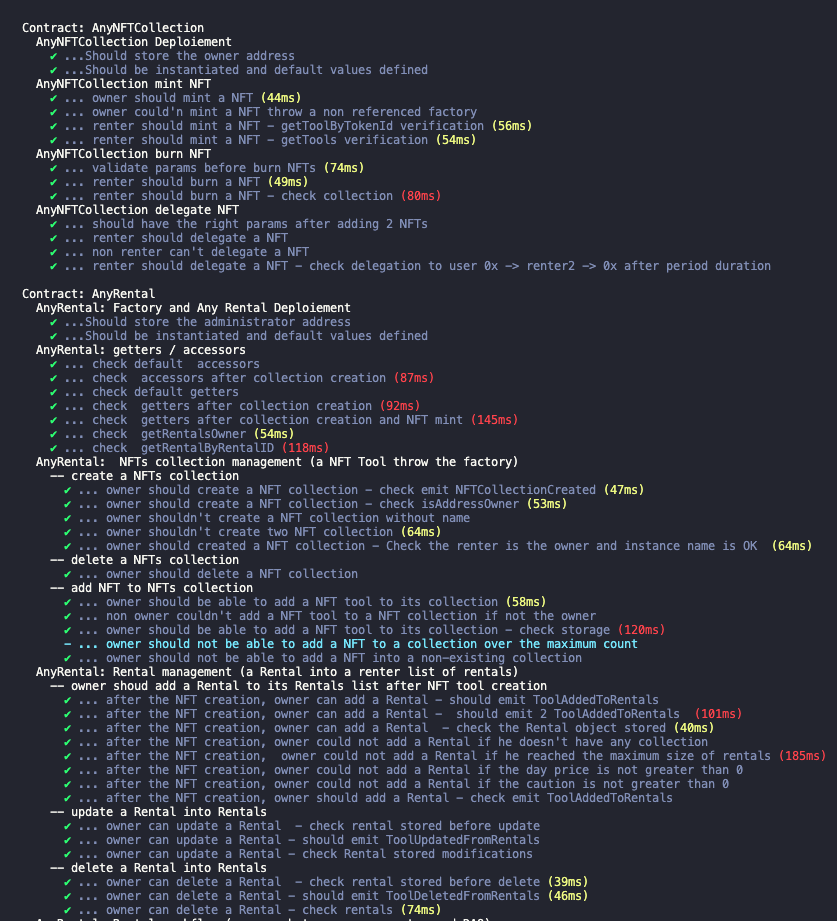 Contract: AnyNFTCollection
AnyNFTCollection Deploiement
✔ ...Should store the owner address
✔ ...Should be instantiated and default values defined
AnyNFTCollection mint NFT
✔ ... owner should mint a NFT (44ms)
✔ ... owner could'n mint a NFT throw a non referenced factory
✔ ... renter should mint a NFT - getToolByTokenId verification (56ms)
✔ ... renter should mint a NFT - getTools verification (54ms)
AnyNFTCollection burn NFT
✔ ... validate params before burn NFTs (74ms)
✔ ... renter should burn a NFT (49ms)
✔ ... renter should burn a NFT - check collection (80ms)
AnyNFTCollection delegate NFT
✔ ... should have the right params after adding 2 NFTs
✔ ... renter should delegate a NFT
✔ ... non renter can't delegate a NFT
✔ ... renter should delegate a NFT - check delegation to user 0x -> renter2 -> 0x after period duration
Contract: AnyRental
AnyRental: Factory and Any Rental Deploiement
✔ ...Should store the administrator address
✔ ...Should be instantiated and default values defined
AnyRental: getters / accessors
✔ ... check default  accessors
✔ ... check  accessors after collection creation (87ms)
✔ ... check default getters
✔ ... check  getters after collection creation (92ms)
✔ ... check  getters after collection creation and NFT mint (145ms)
✔ ... check  getRentalsOwner (54ms)
✔ ... check  getRentalByRentalID (118ms)
AnyRental:  NFTs collection management (a NFT Tool throw the factory)
-- create a NFTs collection
✔ ... owner should create a NFT collection - check emit NFTCollectionCreated (47ms)
✔ ... owner should create a NFT collection - check isAddressOwner (53ms)
✔ ... owner shouldn't create a NFT collection without name
✔ ... owner shouldn't create two NFT collection (64ms)
✔ ... owner should created a NFT collection - Check the renter is the owner and instance name is OK  (64ms)
-- delete a NFTs collection
✔ ... owner should delete a NFT collection
-- add NFT to NFTs collection
✔ ... owner should be able to add a NFT tool to its collection (58ms)
✔ ... non owner couldn't add a NFT tool to a NFT collection if not the owner
✔ ... owner should be able to add a NFT tool to its collection - check storage (120ms)
- ... owner should not be able to add a NFT to a collection over the maximum count
✔ ... owner should not be able to add a NFT into a non-existing collection
AnyRental: Rental management (a Rental into a renter list of rentals)
-- owner shoud add a Rental to its Rentals list after NFT tool creation
✔ ... after the NFT creation, owner can add a Rental - should emit ToolAddedToRentals
✔ ... after the NFT creation, owner can add a Rental -  should emit 2 ToolAddedToRentals  (101ms)
✔ ... after the NFT creation, owner can add a Rental  - check the Rental object stored (40ms)
✔ ... after the NFT creation, owner could not add a Rental if he doesn't have any collection
✔ ... after the NFT creation,  owner could not add a Rental if he reached the maximum size of rentals (185ms)
✔ ... after the NFT creation, owner could not add a Rental if the day price is not greater than 0
✔ ... after the NFT creation, owner could not add a Rental if the caution is not greater than 0
✔ ... after the NFT creation, owner should add a Rental - check emit ToolAddedToRentals
-- update a Rental into Rentals
✔ ... owner can update a Rental  - check rental stored before update
✔ ... owner can update a Rental - should emit ToolUpdatedFromRentals
✔ ... owner can update a Rental - check Rental stored modifications
-- delete a Rental into Rentals
✔ ... owner can delete a Rental  - check rental stored before delete (39ms)
✔ ... owner can delete a Rental - should emit ToolDeletedFromRentals (46ms)
✔ ... owner can delete a Rental - check rentals (74ms)